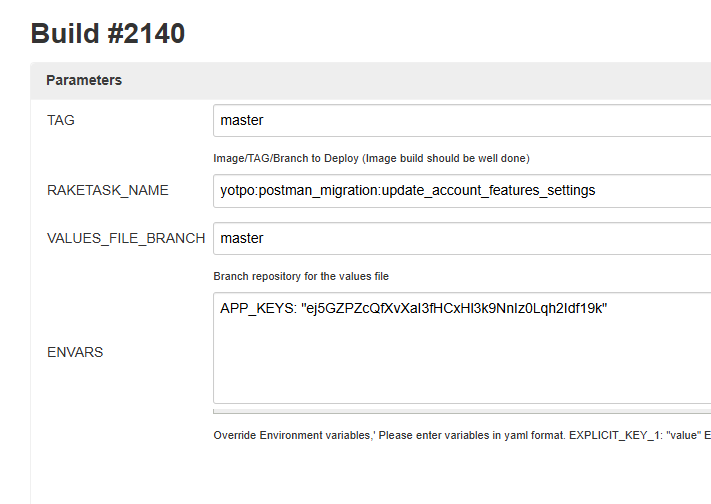 Build #2140
Parameters
TAG
master
Image/TAG/Branch to Deploy (Image build should be well done)
RAKETASK_NAME
yotpo:postman_migration:update_account_features_settings
VALUES_FILE_BRANCH
master
Branch repository for the values file
ENVARS
APP_KEYS: "ej5GZPZcQfXvXaI3fHCxHl3k9NnIz0Lqh2Idf19k"
Override Environment variables,' Please enter variables in yaml format. EXPLICIT_KEY_1: "value" E